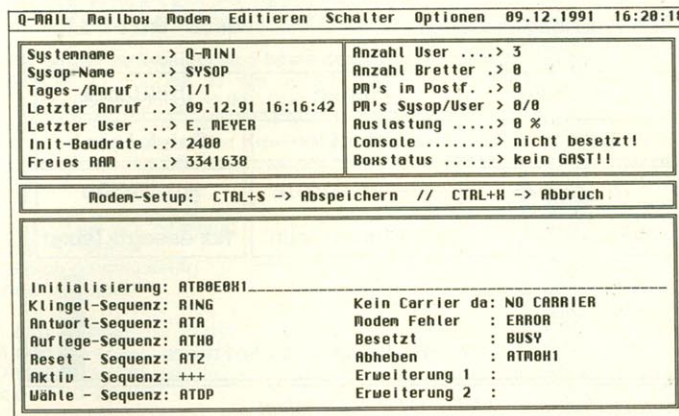 Q-MAIL Mailbox Modem Editieren Schalter Optionen 09.12.1991 16:20:18
Systemname .....> Q-MINI
Sysop-Name .....> SYSOP
Tages-/Anruf ...> 1/1
Letzter Anruf ..> 09.12.91 16:16:42
Letzter User ...> E. MEYER
Init-Baudrate ..> 2400
Freies RAM .....> 3341638
Anzahl User ....> 3
Anzahl Bretter .> 0
PM's im Postf. .> 0
PM's Sysop/User > 0/0
Auslastung .....> 0 %
Console ........> nicht besetzt!
Boxstatus ......> kein GAST!!
Modem-Setup: CTRL+S -> Abspeichern // CTRL+X -> Abbruch
Initialisierung: ATB0E0X1
Klingel-Sequenz: RING
Antwort-Sequenz: ATA
Auflege-Sequenz: ATH0
Reset - Sequenz: ATZ
Aktiv - Sequenz: +++
Wähle - Sequenz: ATDP
Kein Carrier da: NO CARRIER
Modem Fehler : ERROR
Besetzt : BUSY
Abheben : ATM0H1
Erweiterung 1 :
Erweiterung 2 :